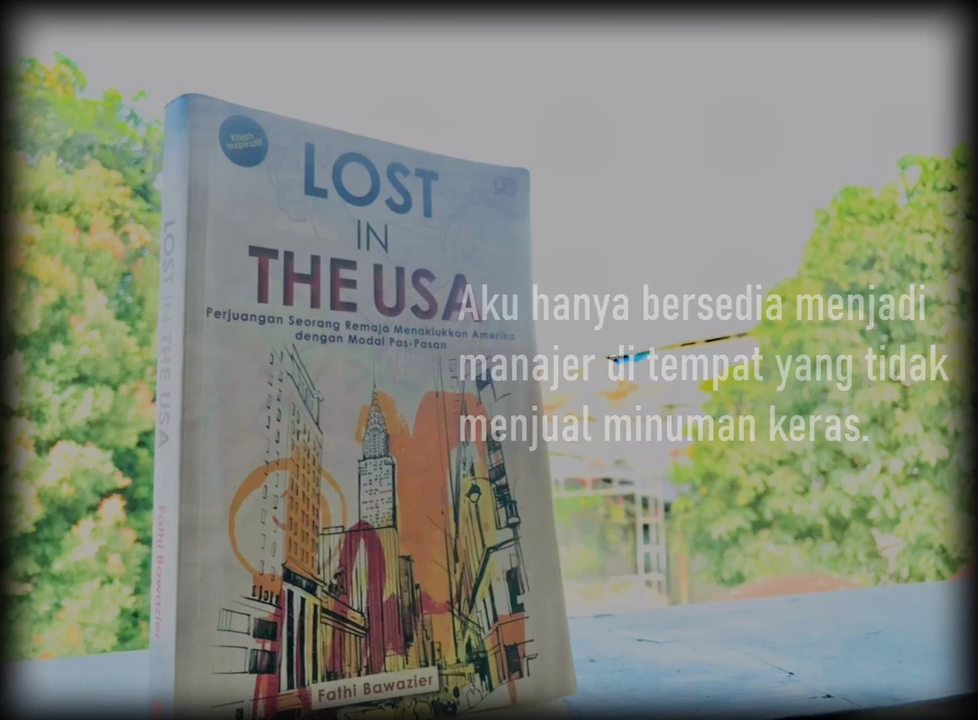 Kisah
Inspiratif
LOST
IN
THE USA
Perjuangan Seorang Remaja Menaklukkan Amerika
dengan Modal Pas-Pasan
Fathi Bawazier
LOST IN THE USA
Fathi Bawazier
Aku hanya bersedia menjadi
manajer di tempat yang tidak
menjuat minuman keras.